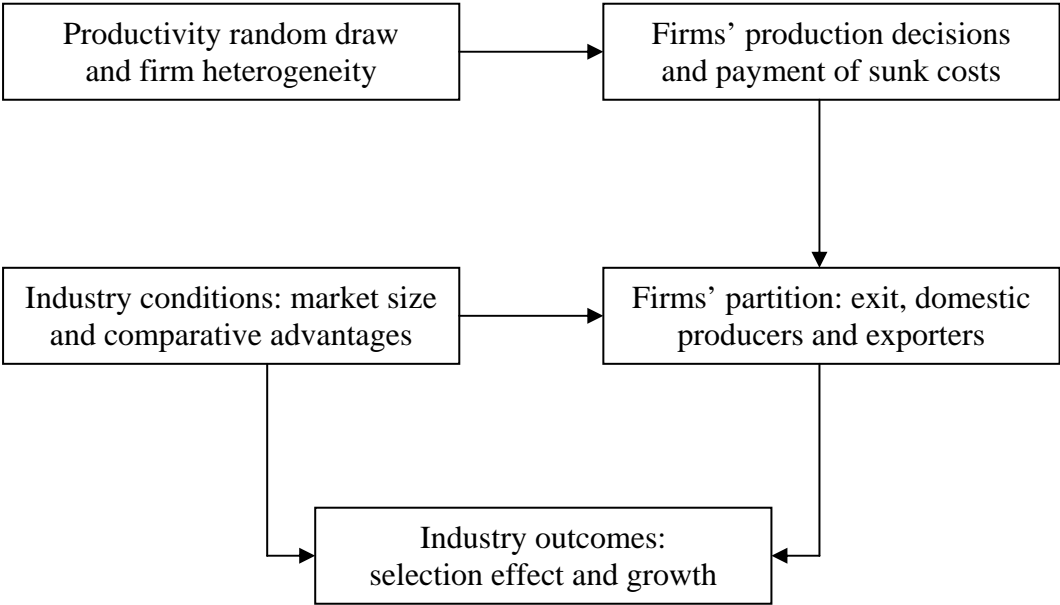 Productivity random draw
and firm heterogeneity
Firms’ production decisions
and payment of sunk costs
Industry conditions: market size
and comparative advantages
Firms’ partition: exit, domestic
producers and exporters
Industry outcomes:
selection effect and growth